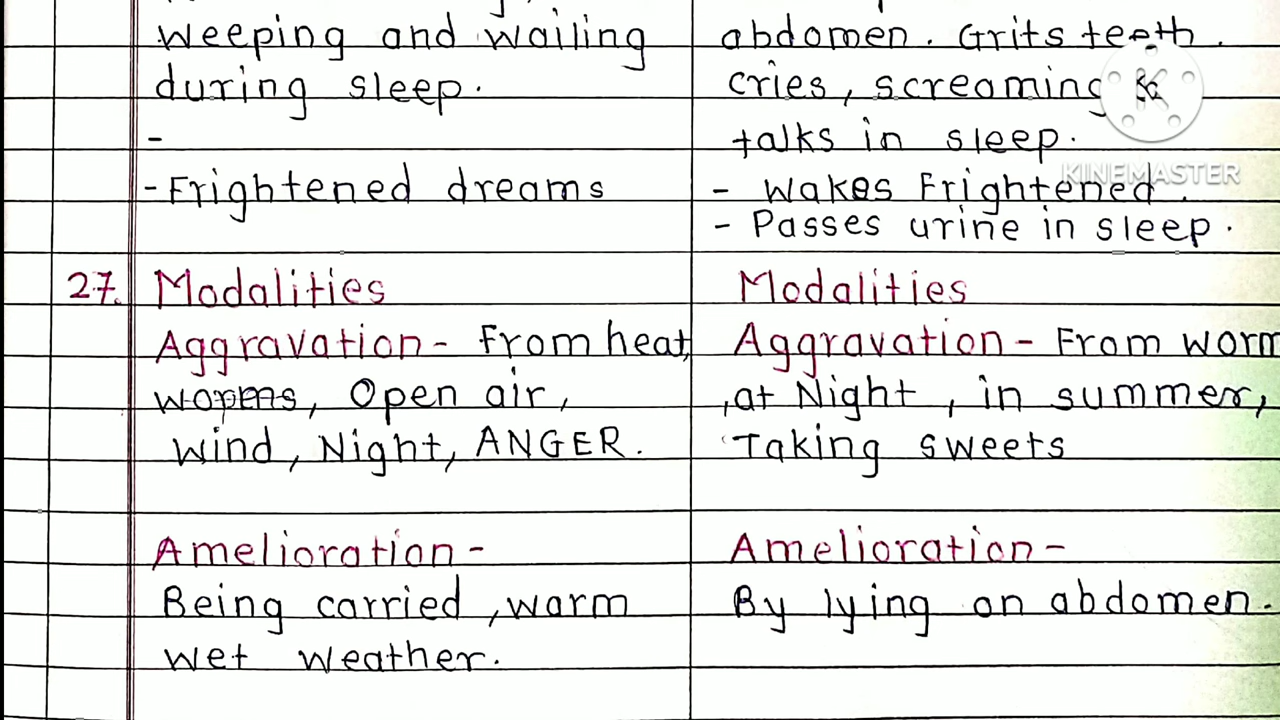 weeping and wailing
during sleep.
-
- Frightened dreams
abdomen. Grits teeth.
cries, screaming &
talks in sleep.
- Wakes Frightened.
- Passes urine in sleep.
KINEMASTER
27. Modalities
Aggravation - From heat,
Open air,
Wind, Night, ANGER.
Amelioration -
Being carried, warm
wet weather.
Modalities
Aggravation - From worm
, at Night, in summer,
Taking sweets
Amelioration -
By lying on abdomen.